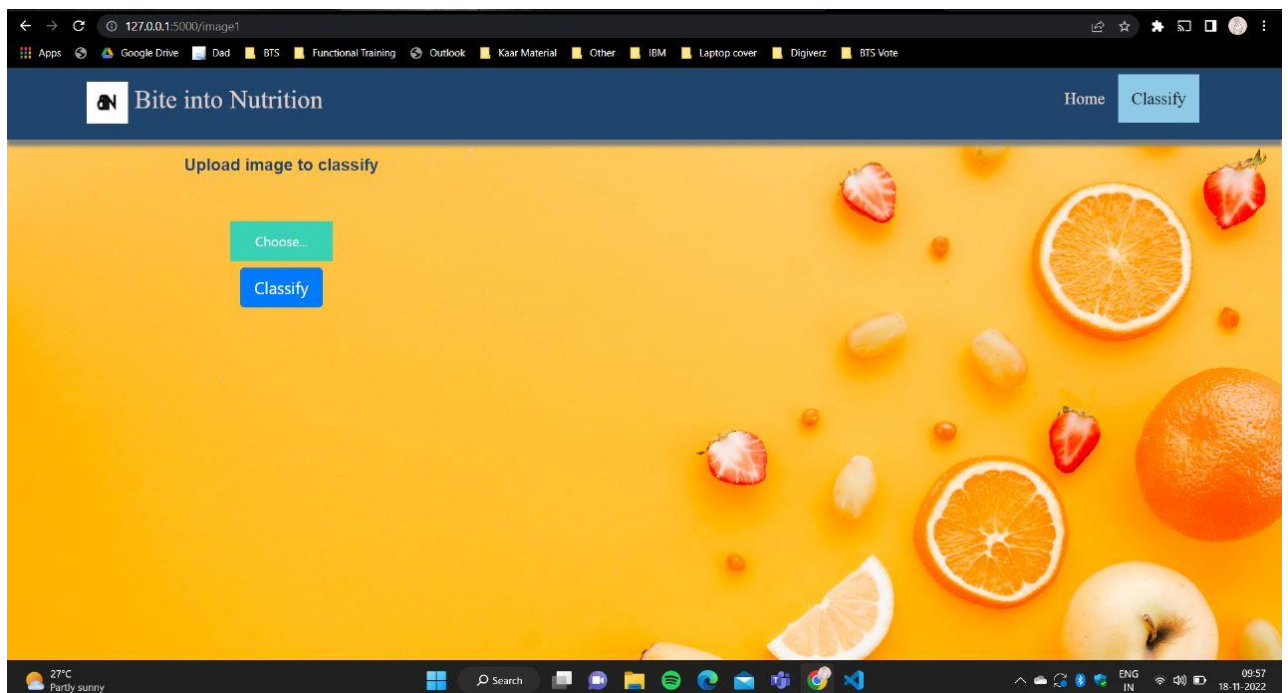 127.0.0.1:5000/image1
Apps Google Drive Dad BTS Functional Training Outlook Kaar Material Other IBM Laptop cover Digiverz BTS Vote
BN Bite into Nutrition Home Classify
Upload image to classify
Choose...
Classify
27°C
Partly sunny
Search
ENG
IN
09:57
18-11-2022